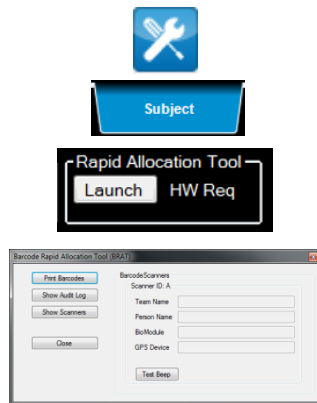 Subject
Rapid Allocation Tool
Launch HW Req
Barcode Rapid Allocation Tool (BRAT)
Print Barcodes
Show Audit Log
Show Scanners
Close
BarcodeScanners
Scanner ID: A
Team Name
Person Name
BioModule
GPS Device
Test Beep